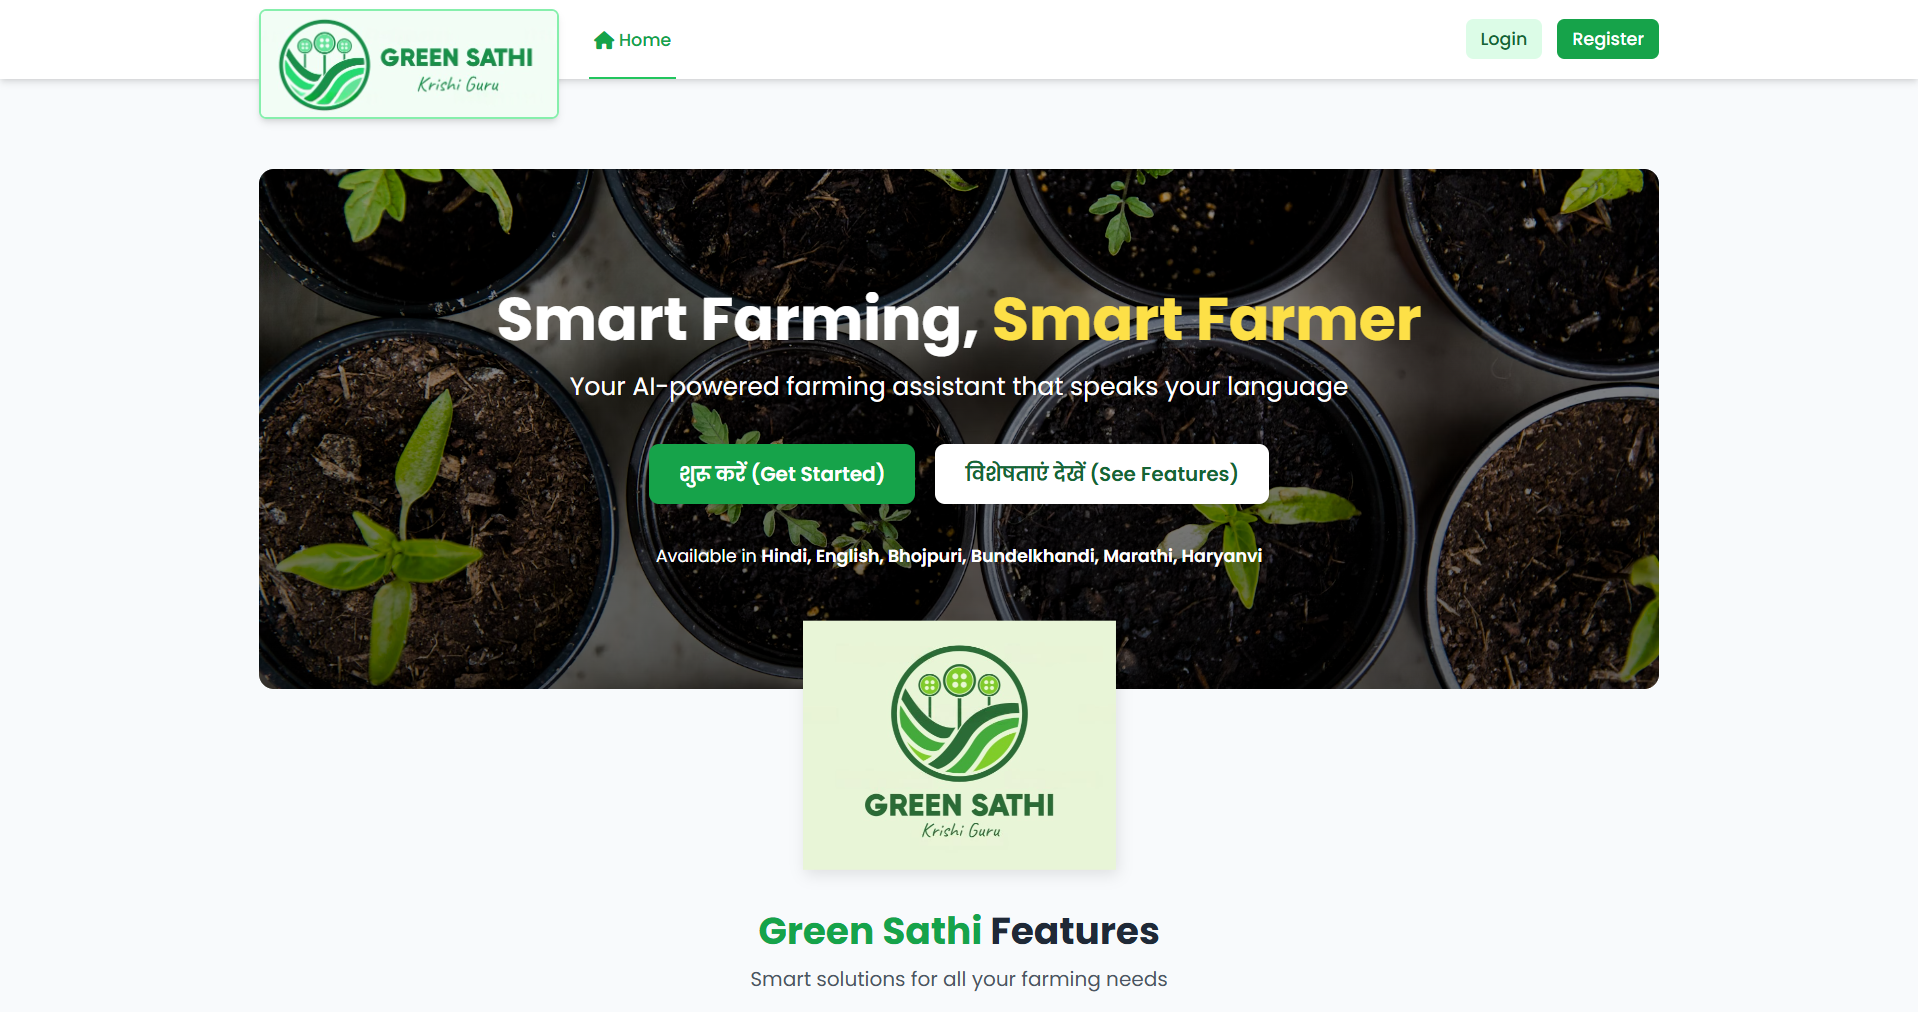 GREEN SATHI
Krishi Guru
Home
Login
Register
Smart Farming, Smart Farmer
Your AI-powered farming assistant that speaks your language
शुरू करें (Get Started)
विशेषताएं देखें (See Features)
Available in Hindi, English, Bhojpuri, Bundelkhandi, Marathi, Haryanvi
GREEN SATHI
Krishi Guru
Green Sathi Features
Smart solutions for all your farming needs